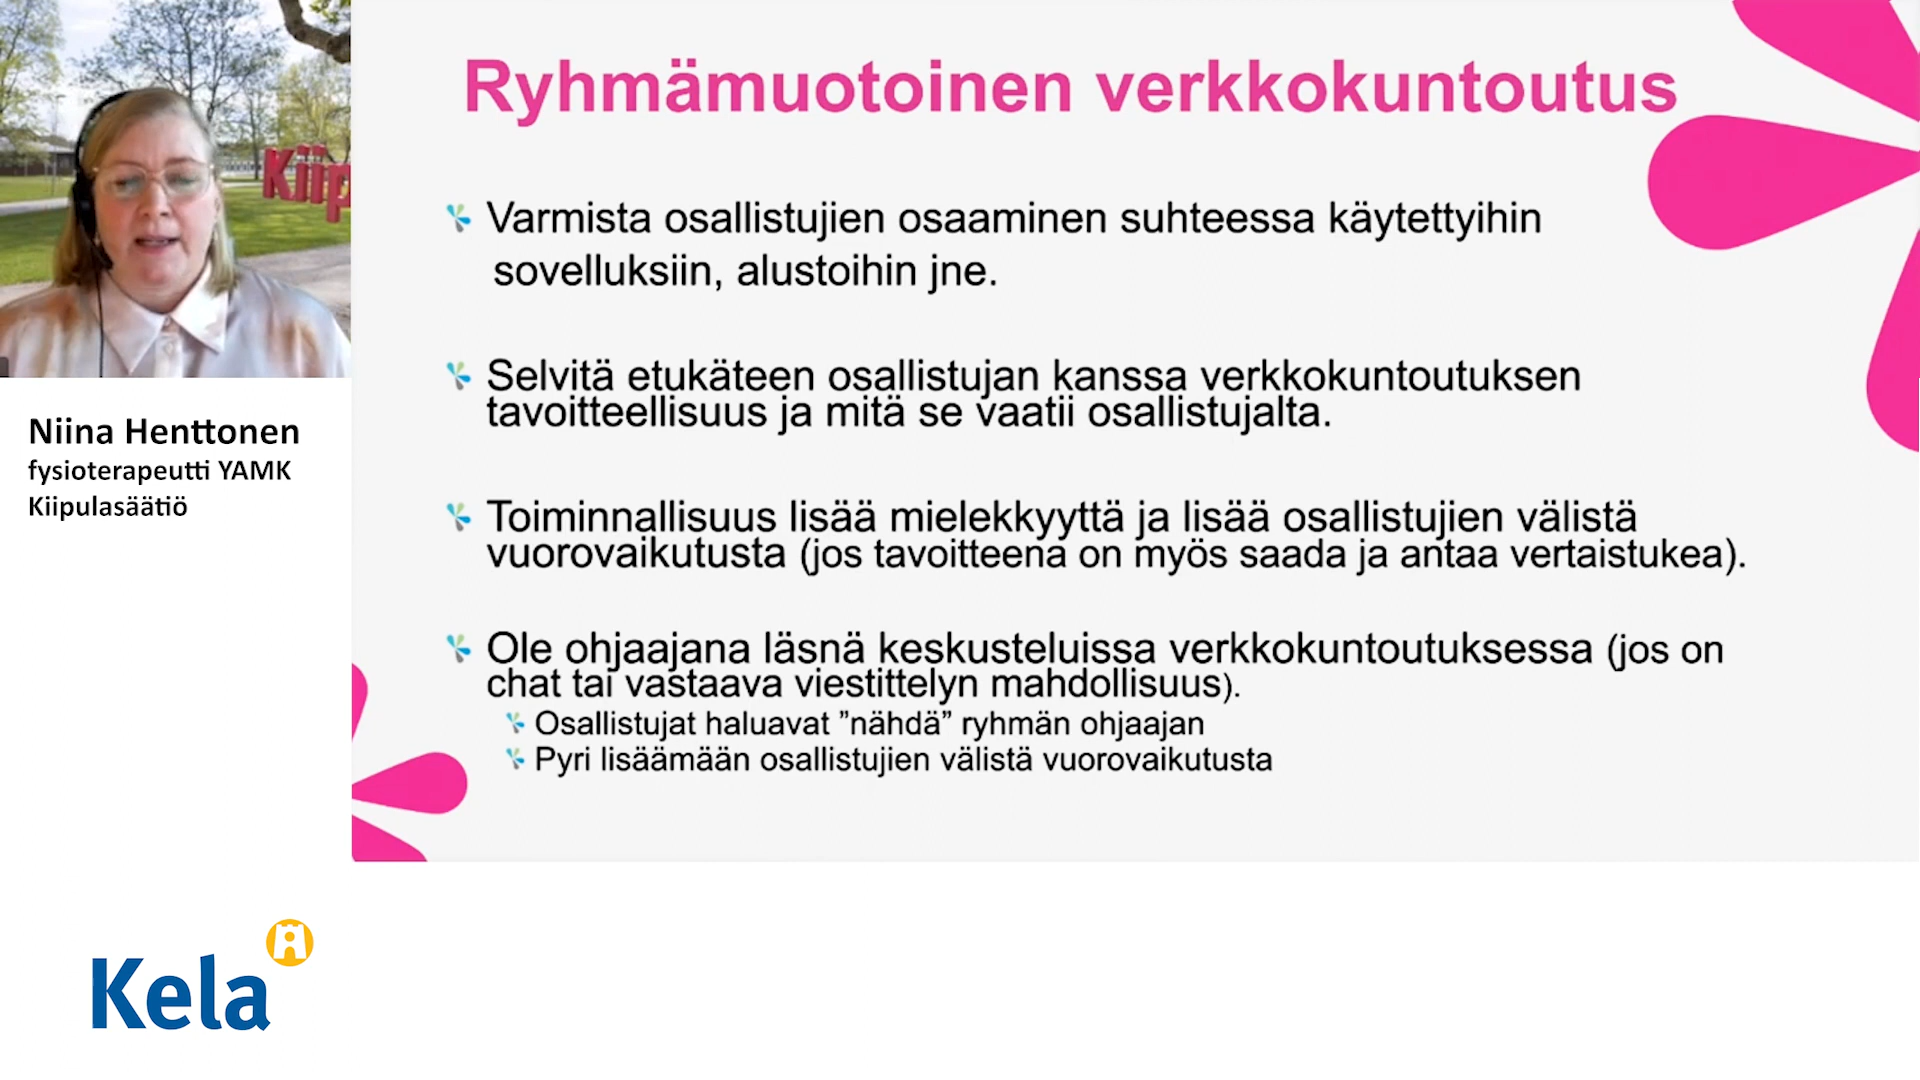 Ryhmämuotoinen verkkokuntoutus
Varmista osallistujien osaaminen suhteessa käytettyihin
sovelluksiin, alustoihin jne.
Selvitä etukäteen osallistujan kanssa verkkokuntoutuksen
tavoitteellisuus ja mitä se vaatii osallistujalta.
Toiminnallisuus lisää mielekkyyttä ja lisää osallistujien välistä
vuorovaikutusta (jos tavoitteena on myös saada ja antaa vertaistukea).
Ole ohjaajana läsnä keskusteluissa verkkokuntoutuksessa (jos on
chat tai vastaava viestittelyn mahdollisuus).
Osallistujat haluavat ”nähdä” ryhmän ohjaajan
Pyri lisäämään osallistujien välistä vuorovaikutusta
Kiip
Niina Henttonen
fysioterapeutti YAMK
Kiipulasäätiö
Kela